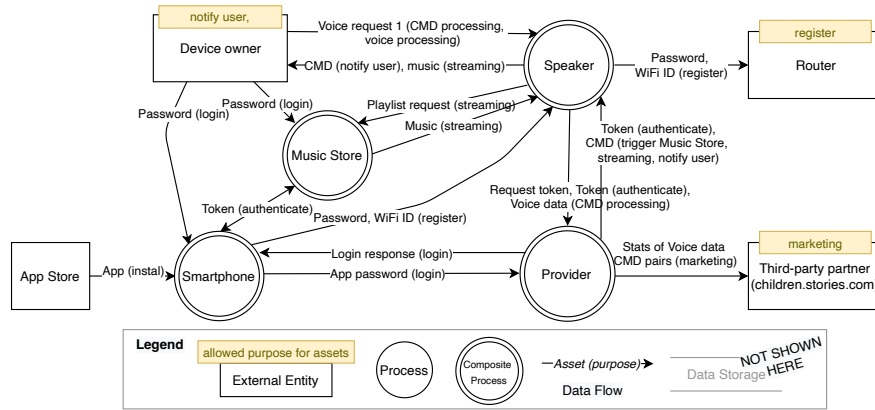 notify user,
Device owner
Voice request 1 (CMD processing,
voice processing)
CMD (notify user), music (streaming)
Speaker
Password,
WiFi ID (register)
register
Router
Password (login)
Password (login)
Playlist request (streaming)
Music (streaming)
Music Store
Token (authenticate),
CMD (trigger Music Store,
streaming, notify user)
Request token, Token (authenticate),
Voice data (CMD processing)
Token (authenticate)
Password, WiFi ID (register)
App Store
App (instal)
Smartphone
Login response (login)
App password (login)
Provider
Stats of Voice data
CMD pairs (marketing)
marketing
Third-party partner
(children.stories.com)
Legend
allowed purpose for assets
External Entity
Process
Composite
Process
Asset (purpose)
Data Flow
Data Storage
NOT SHOWN
HERE